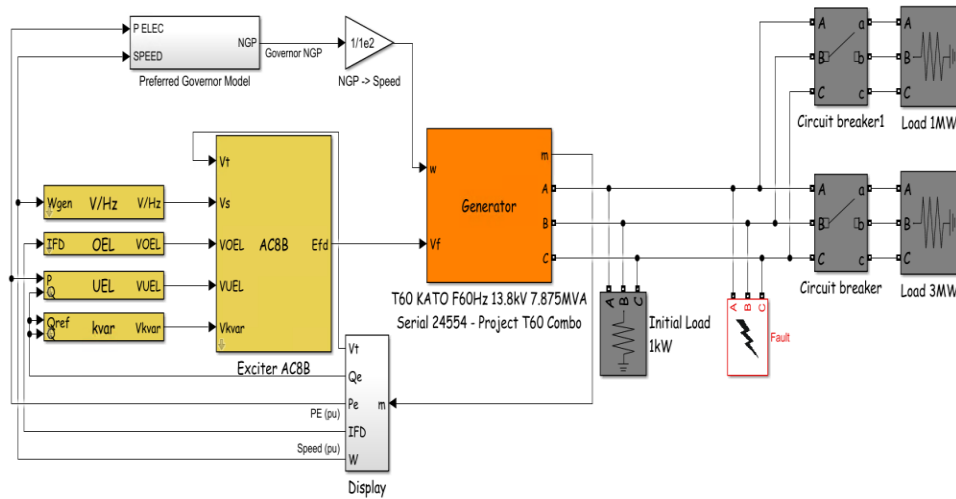 P ELEC
SPEED
NGP
Preferred Governor Model
Governor NGP
1/1e2
NGP -> Speed
Wgen V/Hz V/Hz
IFD OEL VOEL
P
Q
UEL VUEL
Qref
Q
kvar Vkvar
Vt
Vs
VOEL
VUEL
Vkvar
AC8B
Efd
Exciter AC8B
w
Vf
Generator
m
A
B
C
T60 KATO F60Hz 13.8kV 7.875MVA
Serial 24554 - Project T60 Combo
Vt
Qe
Pe
IFD
W
m
Display
PE (pu)
Speed (pu)
A B C
Initial Load
1kW
A B C
Fault
A a
B b
C c
Circuit breaker1
A
B
C
Load 1MW
A a
B b
C c
Circuit breaker
A
B
C
Load 3MW